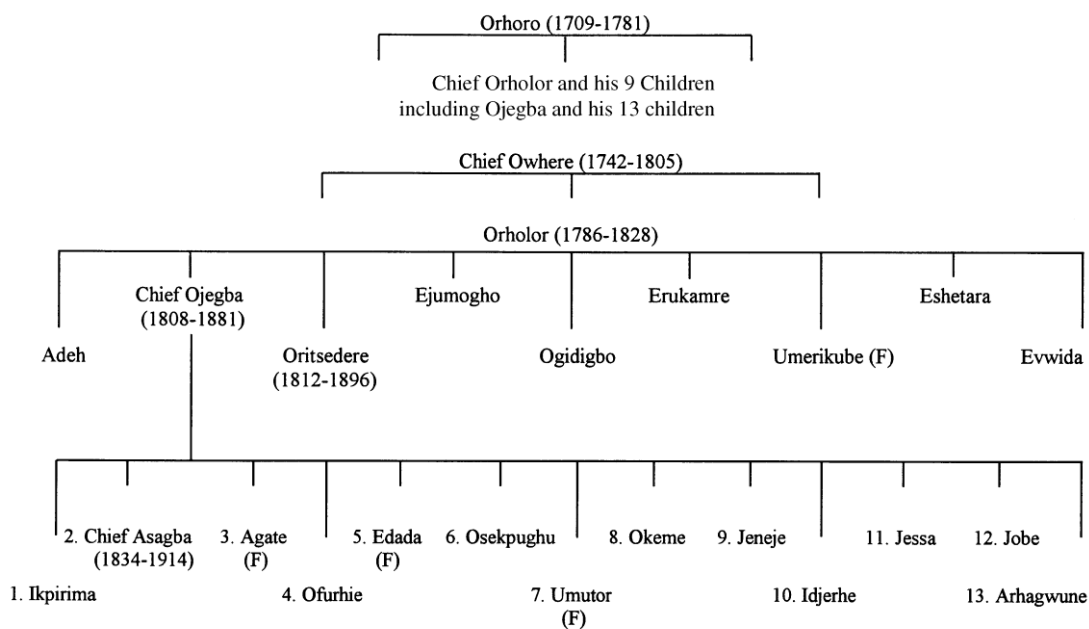 Orhoro (1709-1781)
Chief Orholor and his 9 Children
including Ojegba and his 13 children
Chief Owhere (1742-1805)
Orholor (1786-1828)
Chief Ojegba
(1808-1881)
Ejumogho
Erukamre
Eshetara
Adeh
Oritsedere
(1812-1896)
Ogidigbo
Umerikube (F)
Evwida
2. Chief Asagba
(1834-1914)
3. Agate
(F)
5. Edada
(F)
6. Osekpughu
8. Okeme
9. Jeneje
11. Jessa
12. Jobe
1. Ikpirima
4. Ofurhie
7. Umutor
(F)
10. Idjerhe
13. Arhagwune